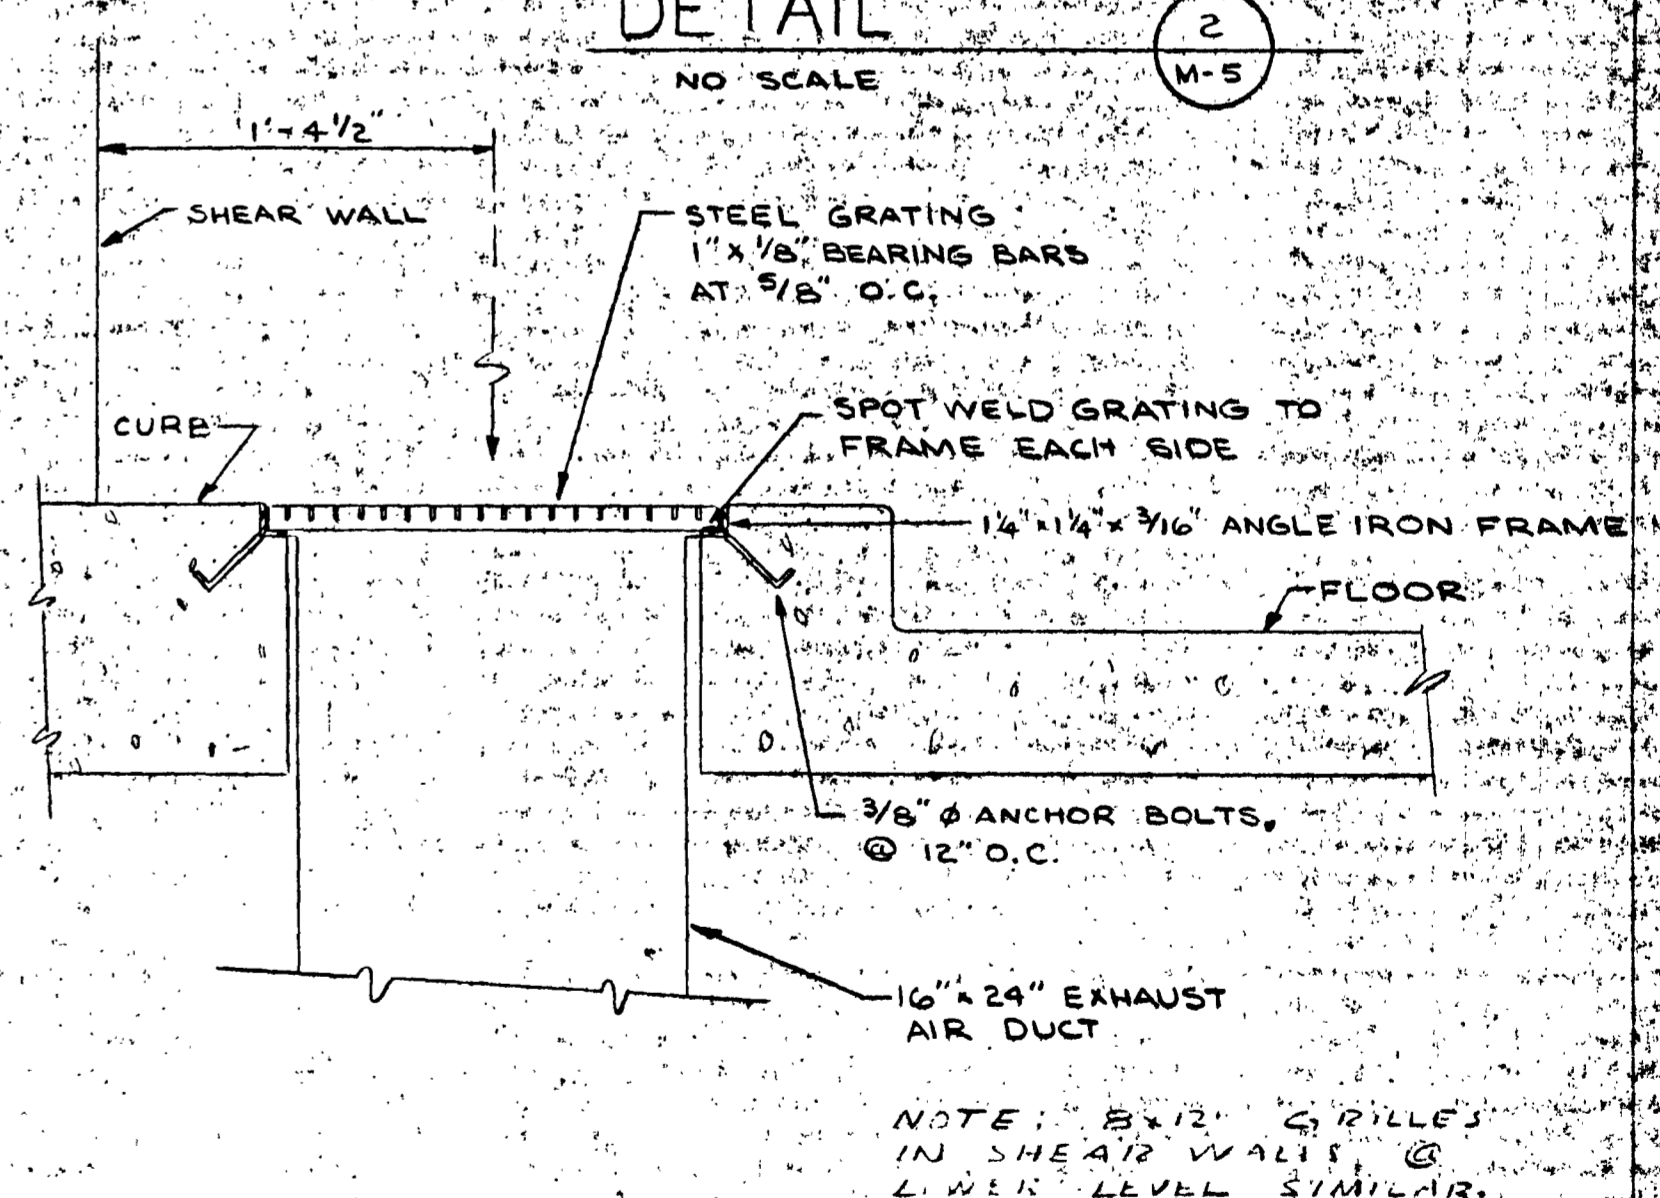 DETAIL
2
M-5
NO SCALE
1'-4 1/2"
SHEAR WALL
STEEL GRATING
1" x 1/8" BEARING BARS
AT 5/8" O.C.
CURB
SPOT WELD GRATING TO
FRAME EACH SIDE
1 1/4" x 1 1/4" x 3/16" ANGLE IRON FRAME
FLOOR
3/8" Ø ANCHOR BOLTS,
@ 12" O.C.
16" x 24" EXHAUST
AIR DUCT
NOTE: 8x12 GRILLES
IN SHEAR WALLS @
LOWER LEVEL SIMILAR.